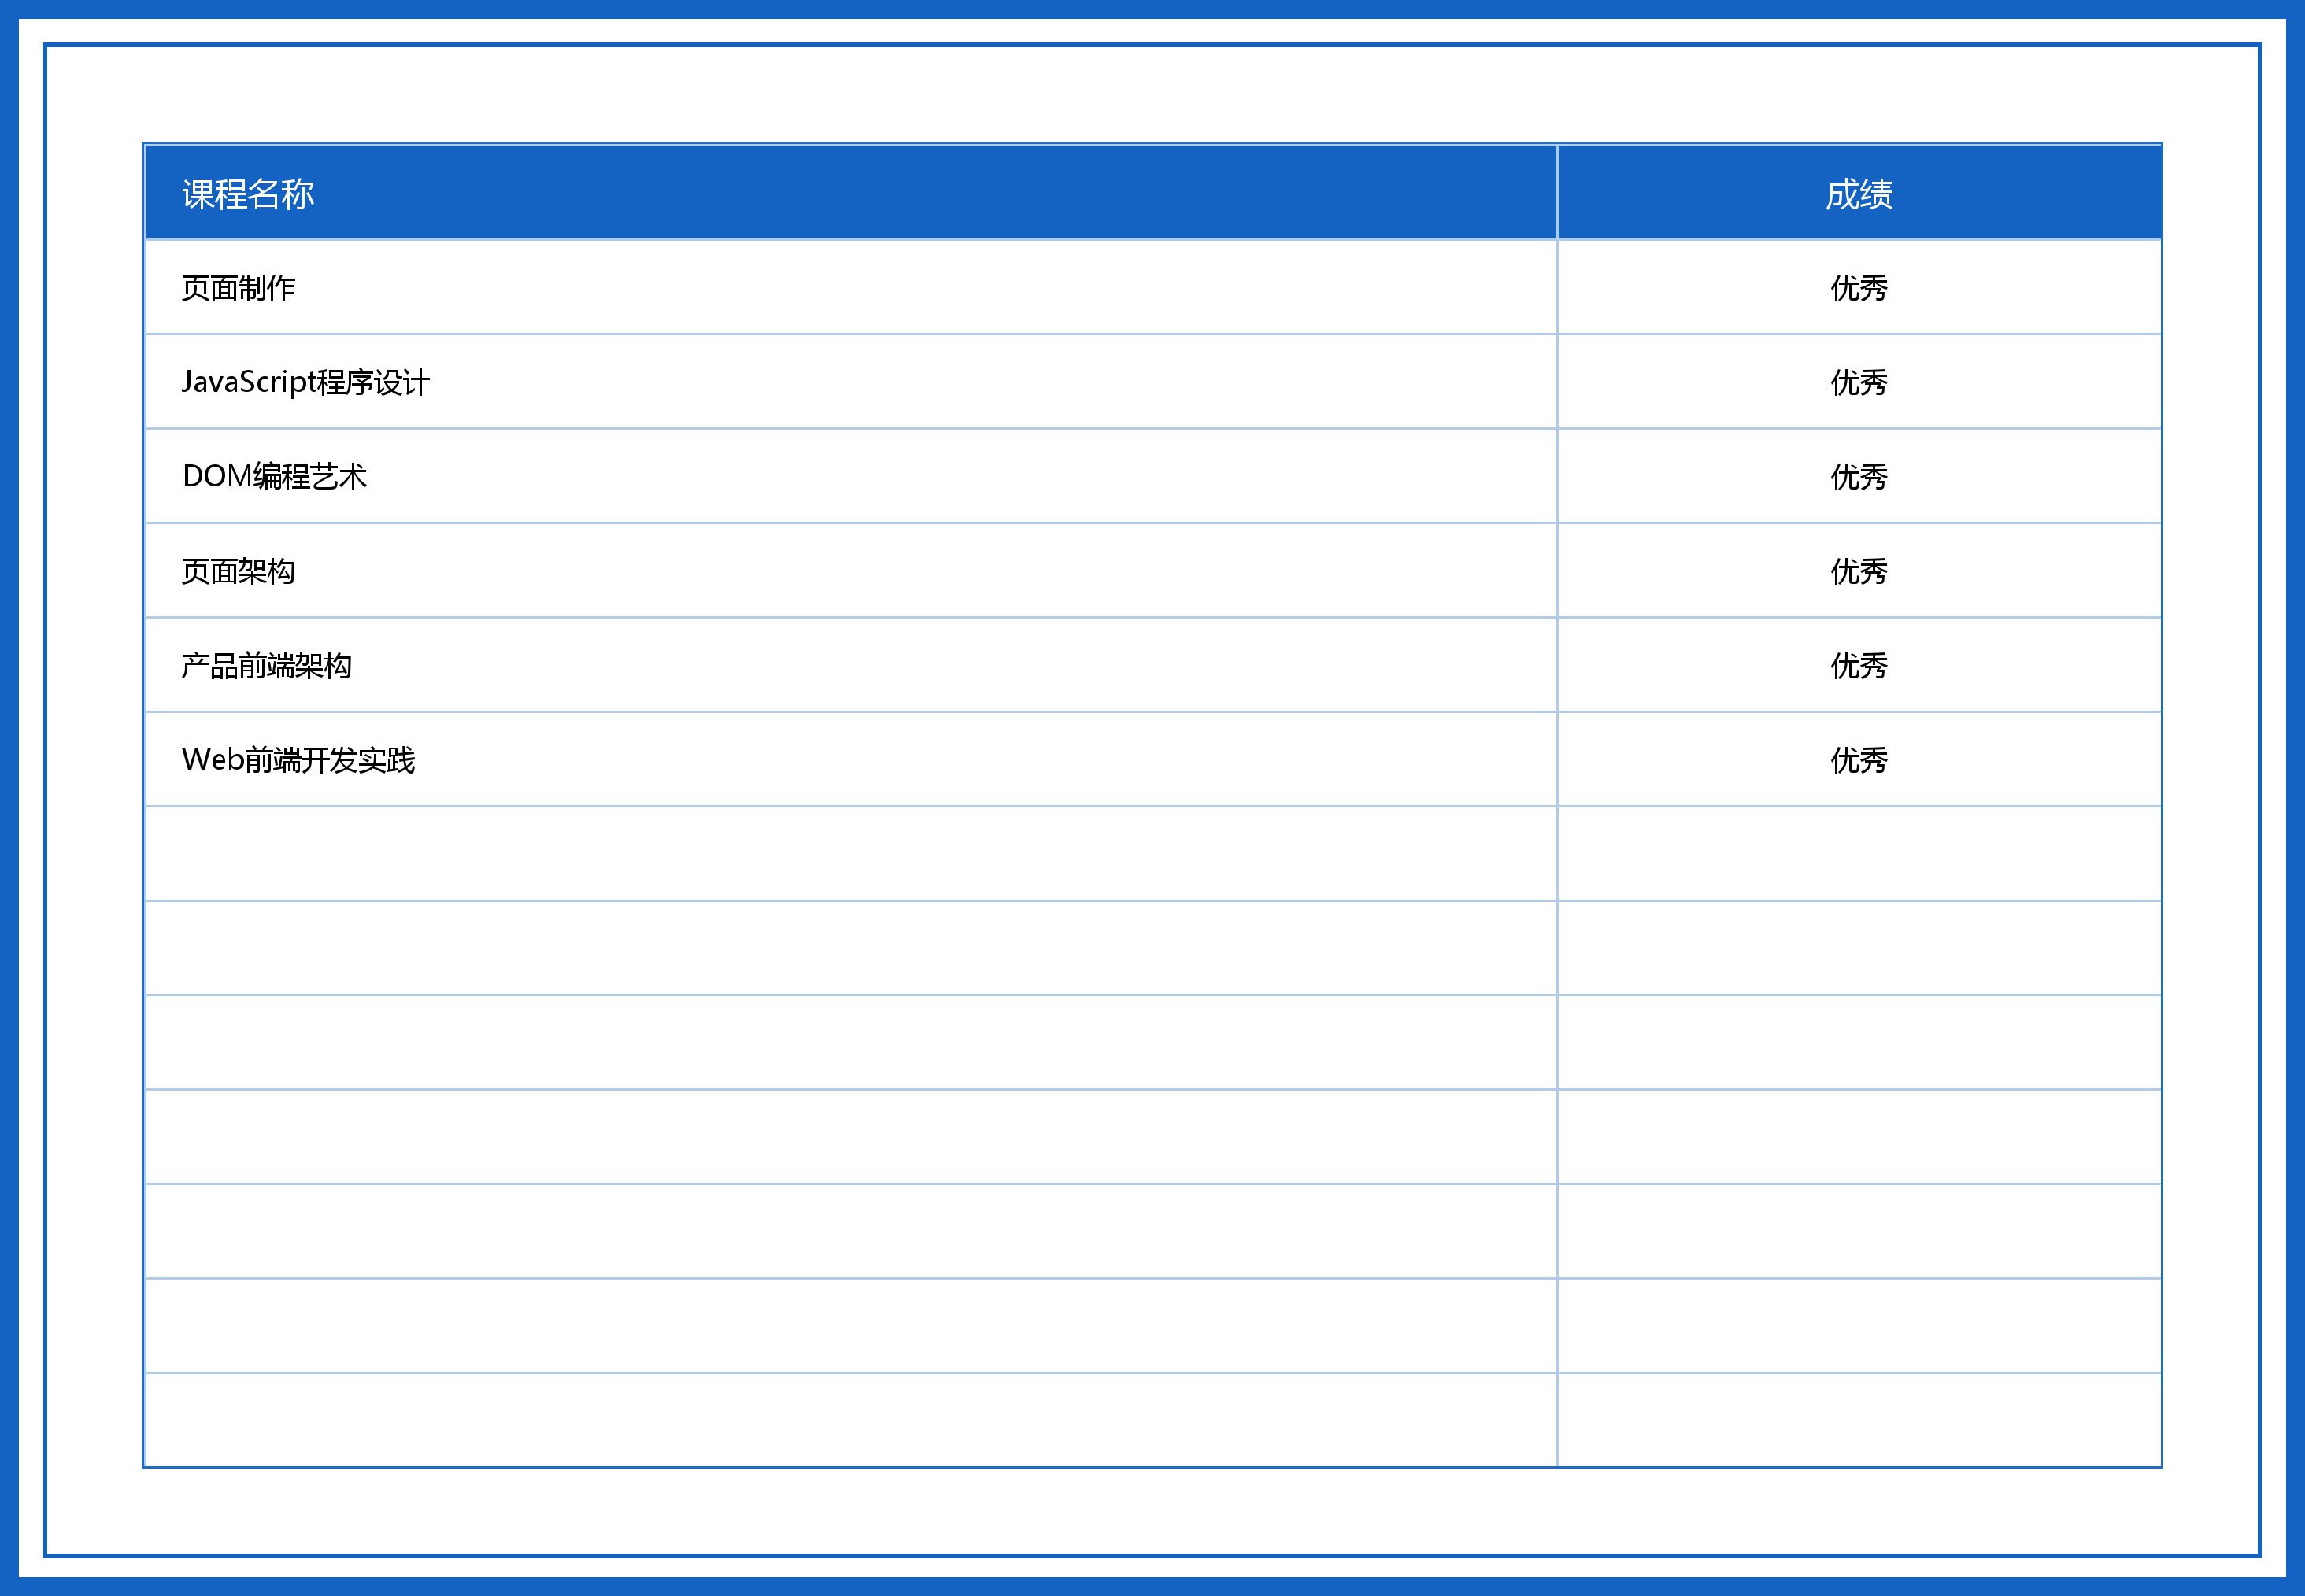 课程名称 成绩
页面制作 优秀
JavaScript程序设计 优秀
DOM编程艺术 优秀
页面架构 优秀
产品前端架构 优秀
Web前端开发实践 优秀